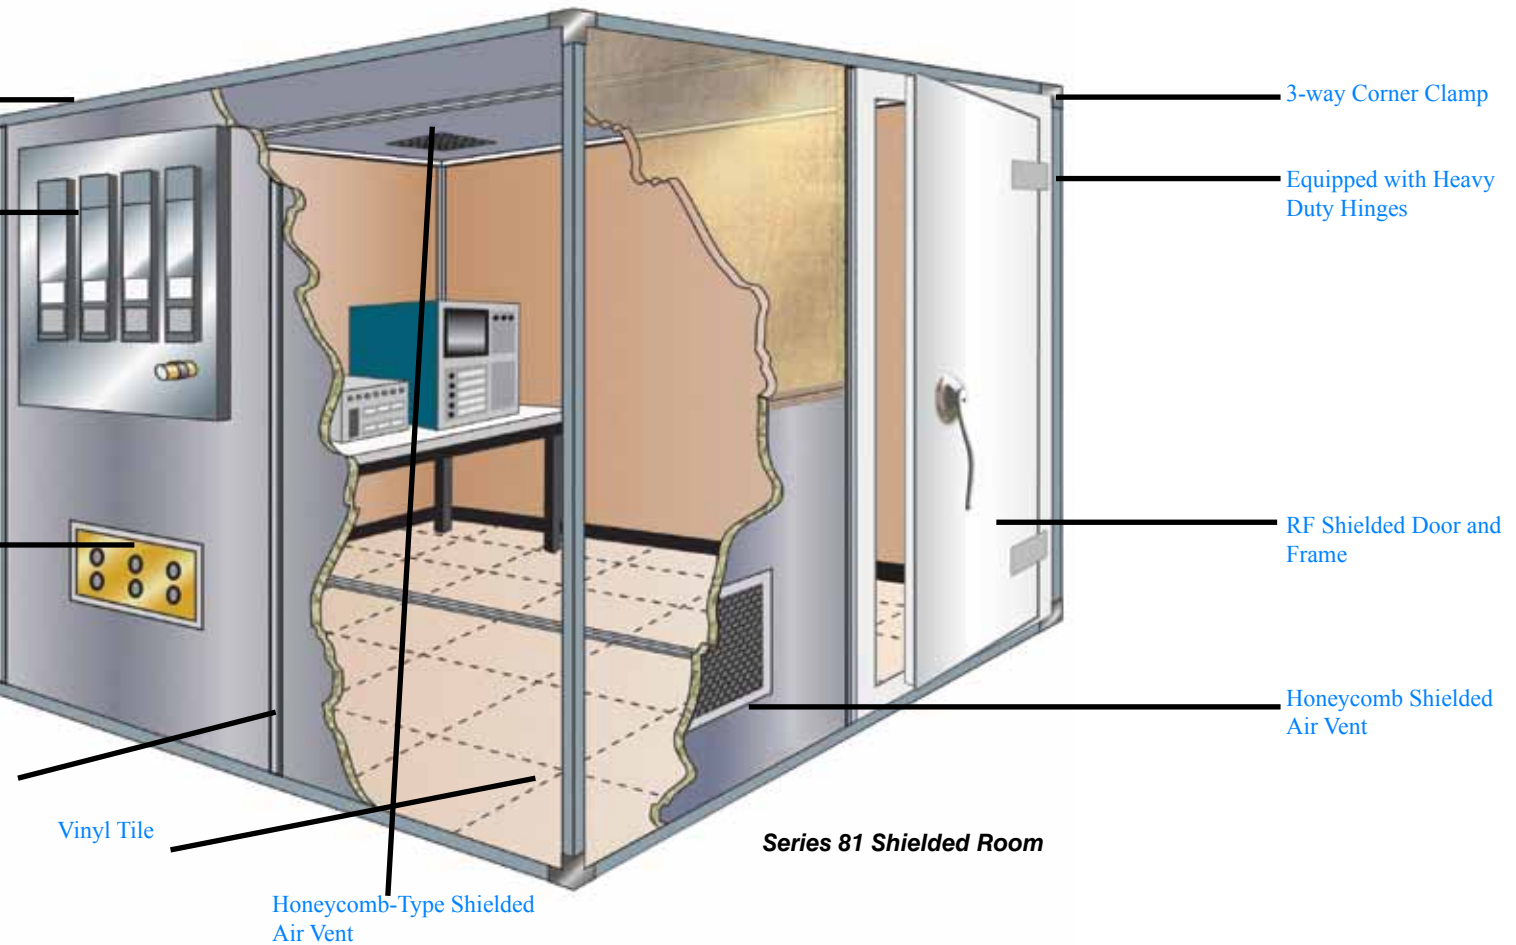 3-way Corner Clamp
Equipped with Heavy
Duty Hinges
RF Shielded Door and
Frame
Honeycomb Shielded
Air Vent
Vinyl Tile
Series 81 Shielded Room
Honeycomb-Type Shielded
Air Vent